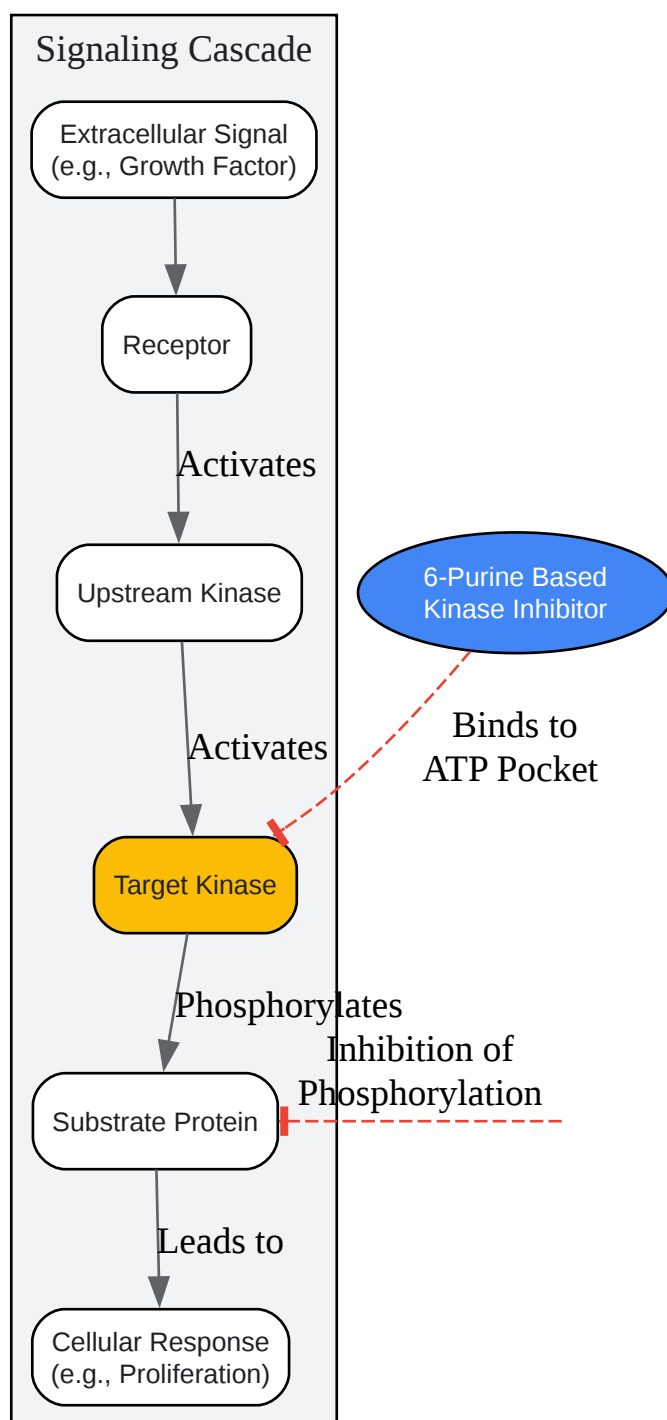 Signaling Cascade
Extracellular Signal
(e.g., Growth Factor)
Receptor
Activates
Upstream Kinase
6-Purine Based
Kinase Inhibitor
Activates
Binds to
ATP Pocket
Target Kinase
Phosphorylates
Inhibition of
Phosphorylation
Substrate Protein
Leads to
Cellular Response
(e.g., Proliferation)